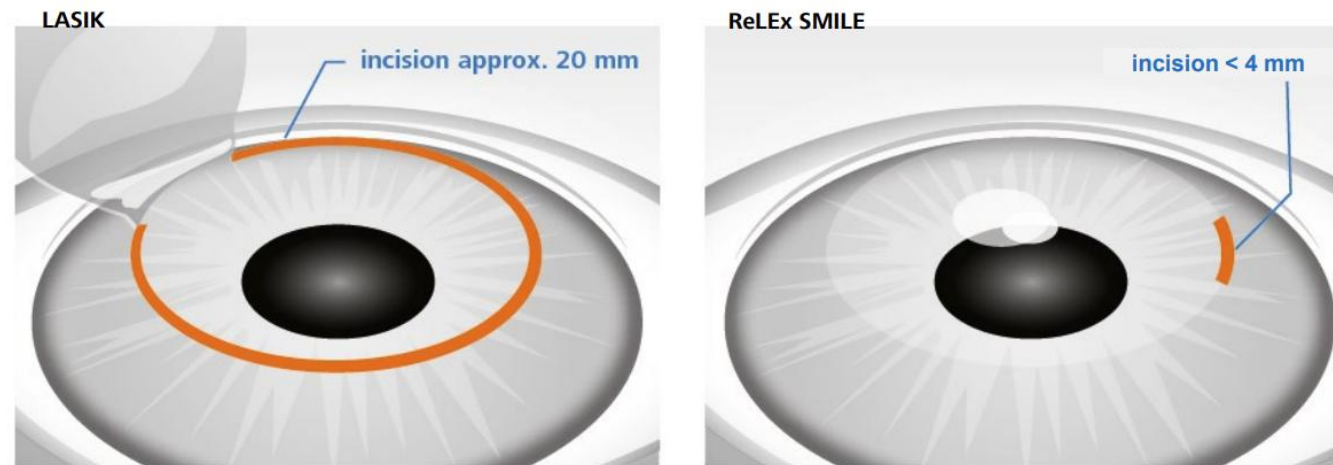 LASIK
incision approx. 20 mm
ReLEx SMILE
incision < 4 mm